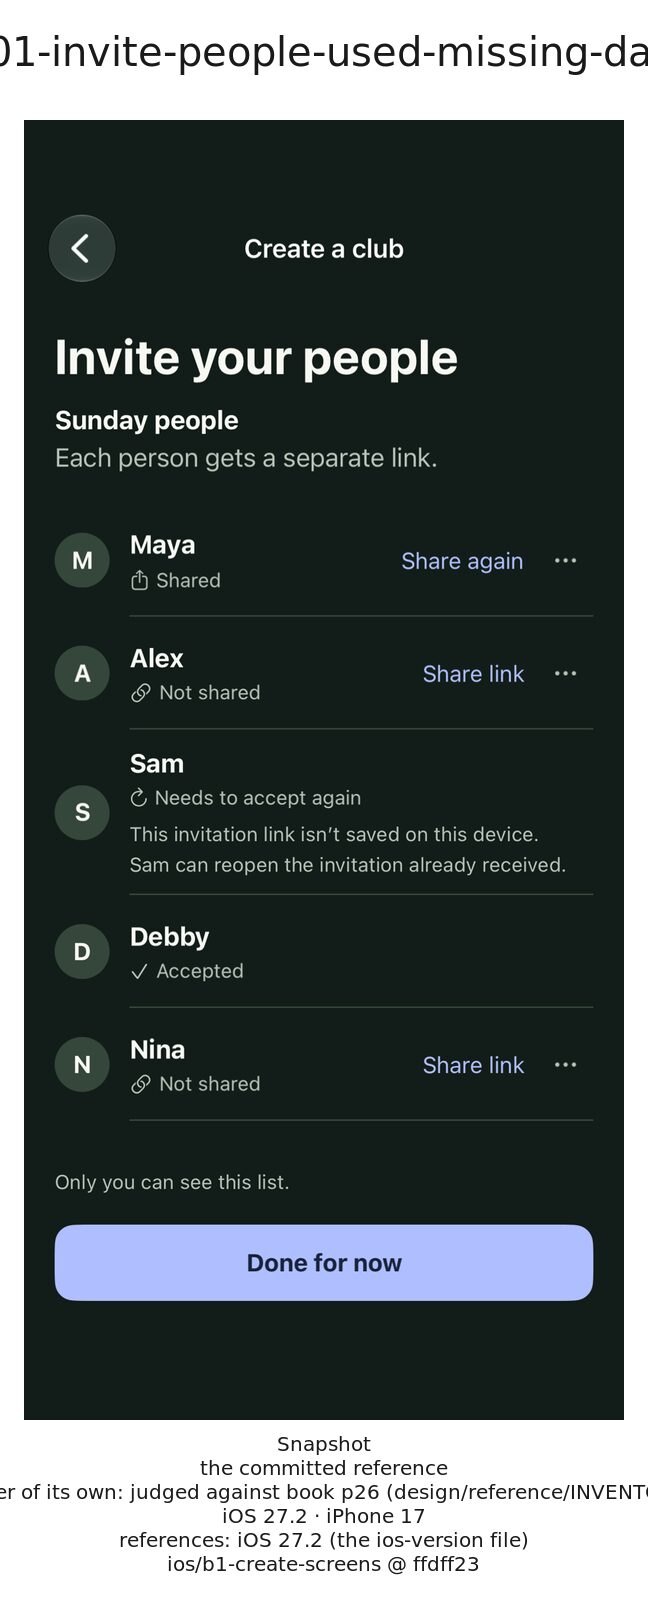 01-invite-people-used-missing-da
Create a club
Invite your people
Sunday people
Each person gets a separate link.
M
Maya
Shared
Share again
A
Alex
Not shared
Share link
S
Sam
Needs to accept again
This invitation link isn’t saved on this device.
Sam can reopen the invitation already received.
D
Debby
Accepted
N
Nina
Not shared
Share link
Only you can see this list.
Done for now
Snapshot
the committed reference
er of its own: judged against book p26 (design/reference/INVENTO
iOS 27.2 · iPhone 17
references: iOS 27.2 (the ios-version file)
ios/b1-create-screens @ ffdff23